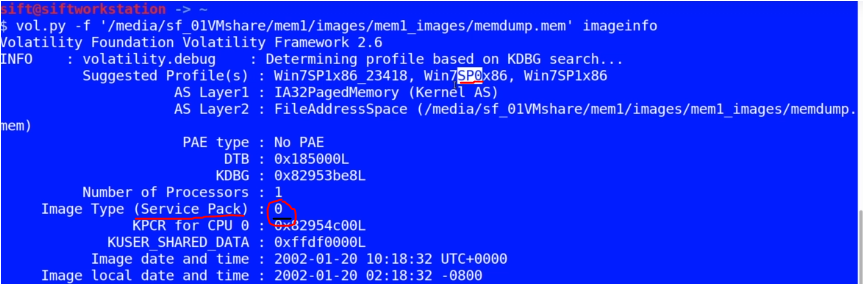 sift@siftworkstation -> ~
$ vol.py -f '/media/sf_01VMshare/mem1/images/mem1_images/memdump.mem' imageinfo
Volatility Foundation Volatility Framework 2.6
INFO    : volatility.debug    : Determining profile based on KDBG search...
Suggested Profile(s) : Win7SP1x86_23418, Win7SP0x86, Win7SP1x86
AS Layer1 : IA32PagedMemory (Kernel AS)
AS Layer2 : FileAddressSpace (/media/sf_01VMshare/mem1/images/mem1_images/memdump.
mem)
PAE type : No PAE
DTB : 0x185000L
KDBG : 0x82953be8L
Number of Processors : 1
Image Type (Service Pack) : 0
KPCR for CPU 0 : 0x82954c00L
KUSER_SHARED_DATA : 0xffdf0000L
Image date and time : 2002-01-20 10:18:32 UTC+0000
Image local date and time : 2002-01-20 02:18:32 -0800